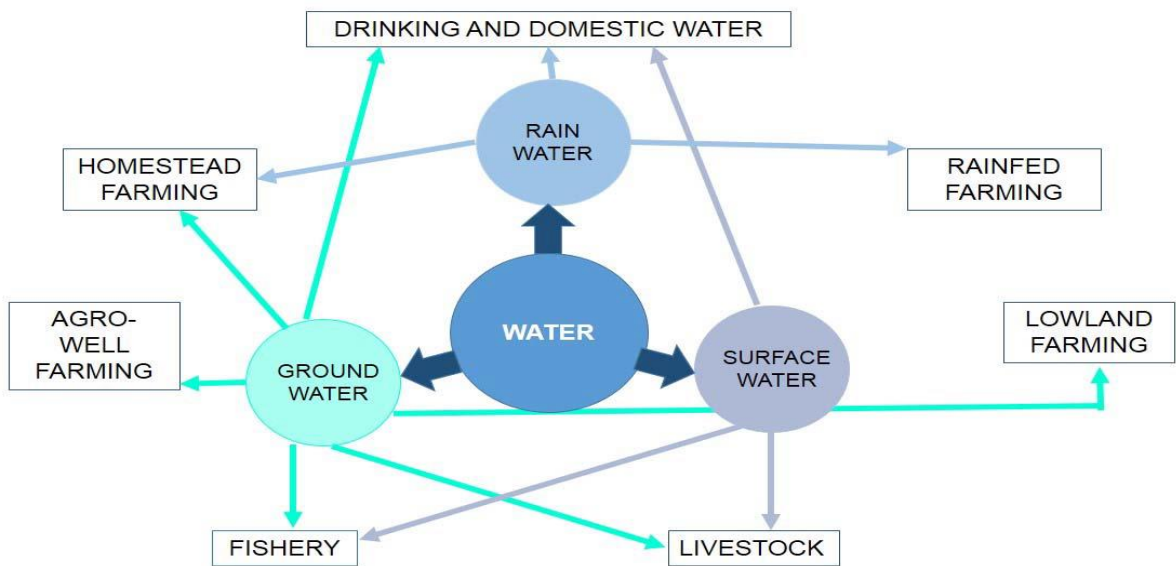 DRINKING AND DOMESTIC WATER
RAIN
WATER
HOMESTEAD
FARMING
RAINFED
FARMING
AGRO-
WELL
FARMING
WATER
LOWLAND
FARMING
GROUND
WATER
SURFACE
WATER
FISHERY
LIVESTOCK